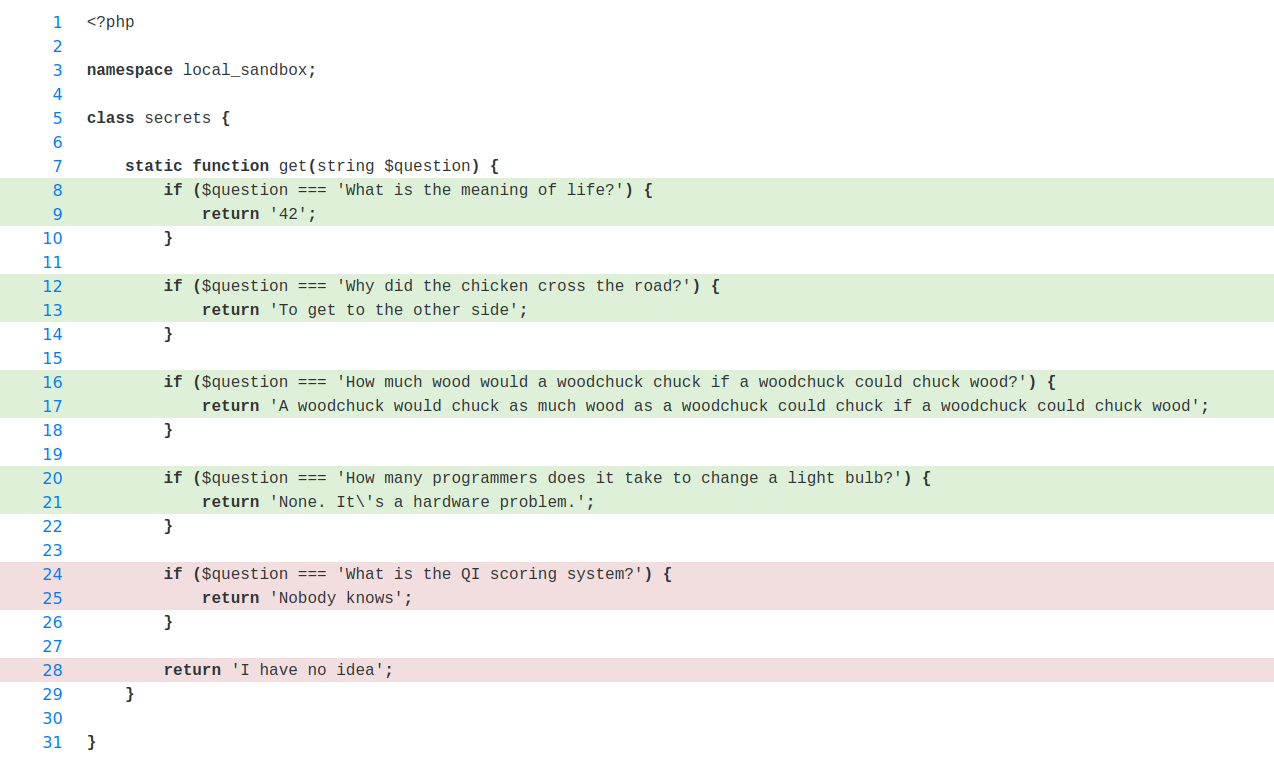 1 <?php
2
3 namespace local_sandbox;
4
5 class secrets {
6
7     static function get(string $question) {
8         if ($question === 'What is the meaning of life?') {
9             return '42';
10         }
11
12         if ($question === 'Why did the chicken cross the road?') {
13             return 'To get to the other side';
14         }
15
16         if ($question === 'How much wood would a woodchuck chuck if a woodchuck could chuck wood?') {
17             return 'A woodchuck would chuck as much wood as a woodchuck could chuck if a woodchuck could chuck wood';
18         }
19
20         if ($question === 'How many programmers does it take to change a light bulb?') {
21             return 'None. It\'s a hardware problem.';
22         }
23
24         if ($question === 'What is the QI scoring system?') {
25             return 'Nobody knows';
26         }
27
28         return 'I have no idea';
29     }
30
31 }